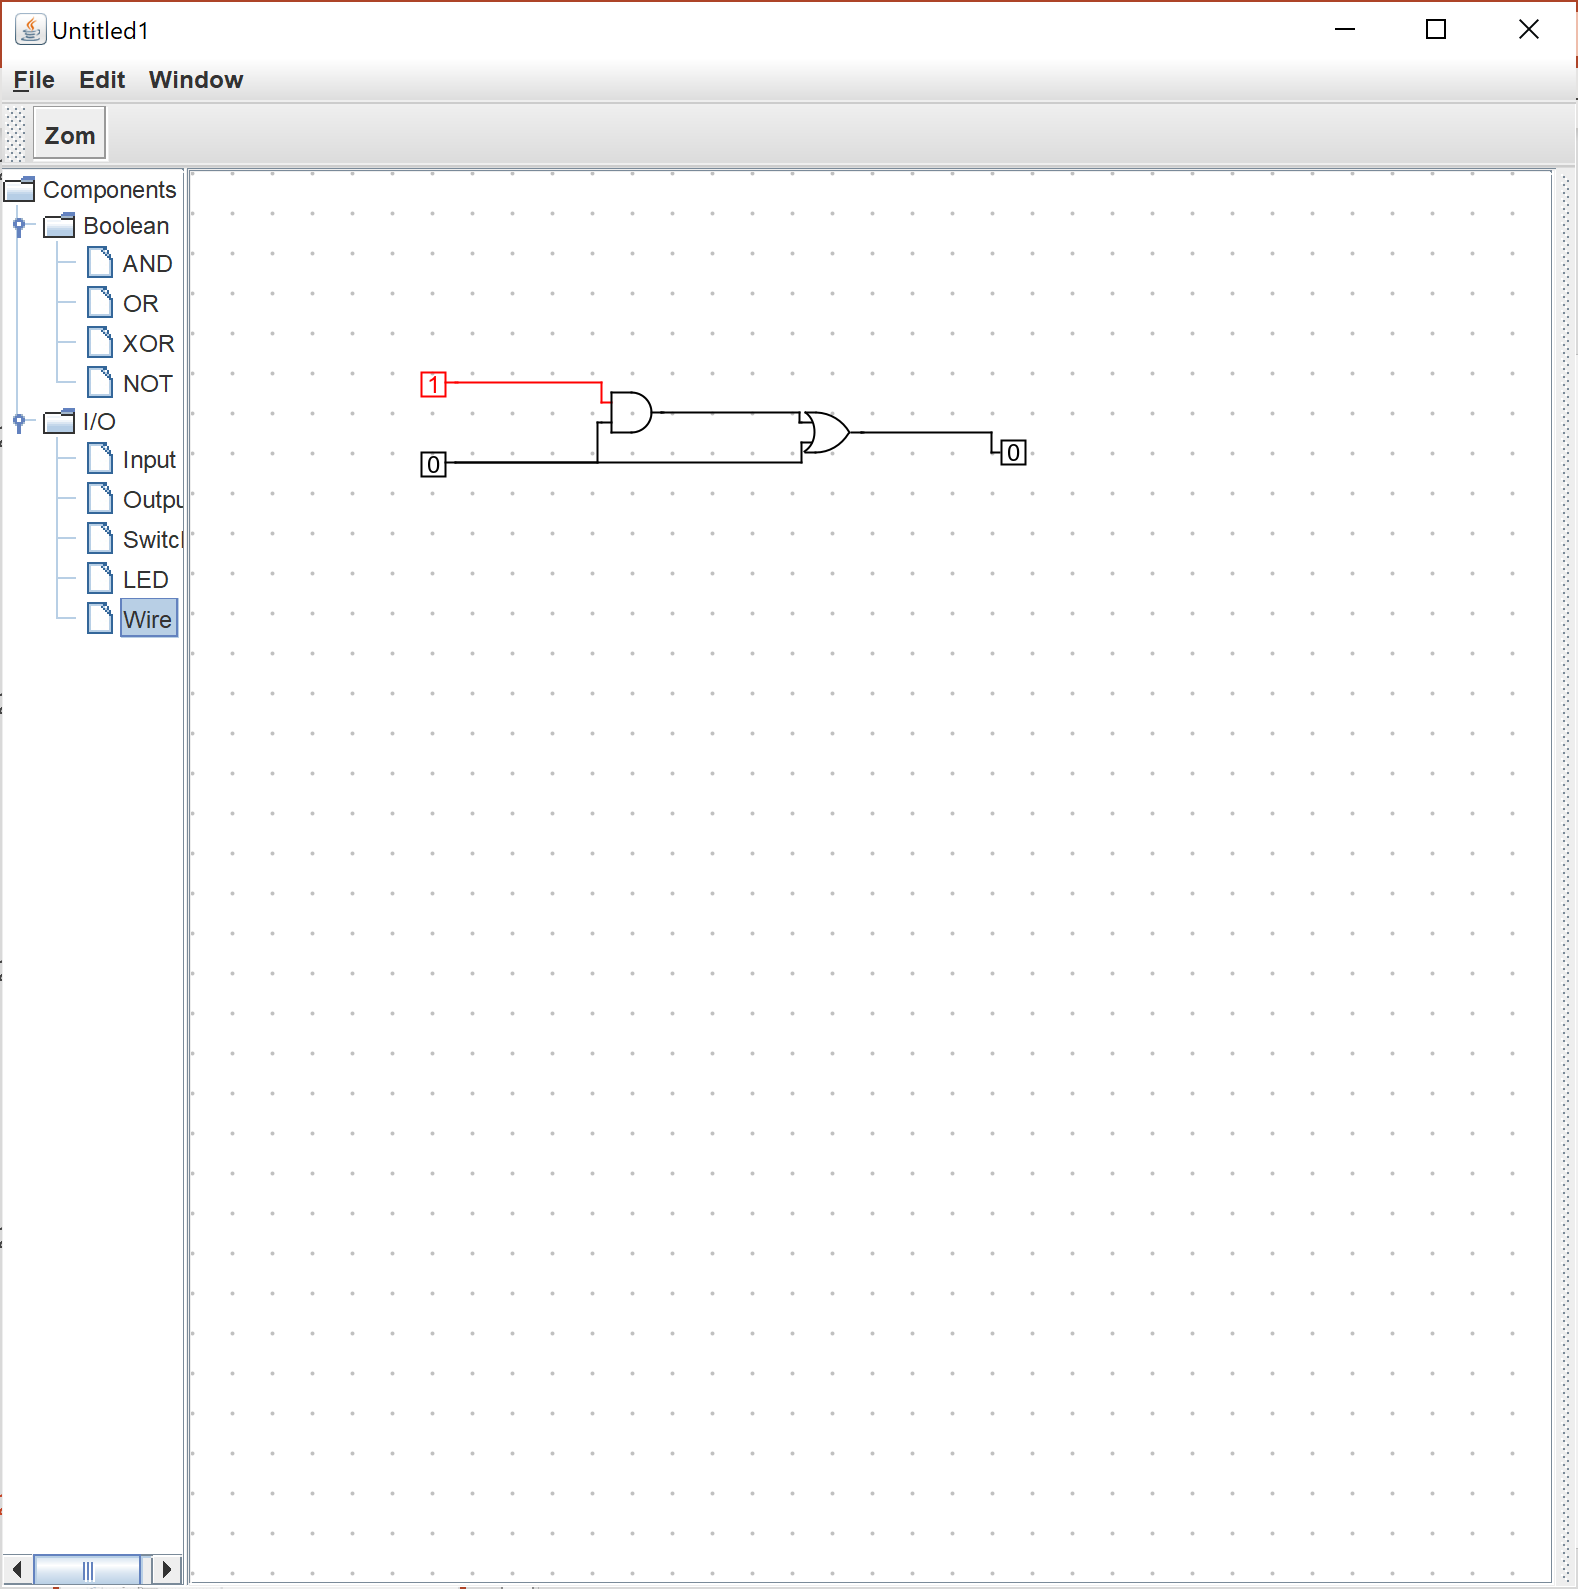 Untitled1
File Edit Window
Zom
Components
Boolean
AND
OR
XOR
NOT
I/O
Input
Outpu
Switc
LED
Wire
1
0
0